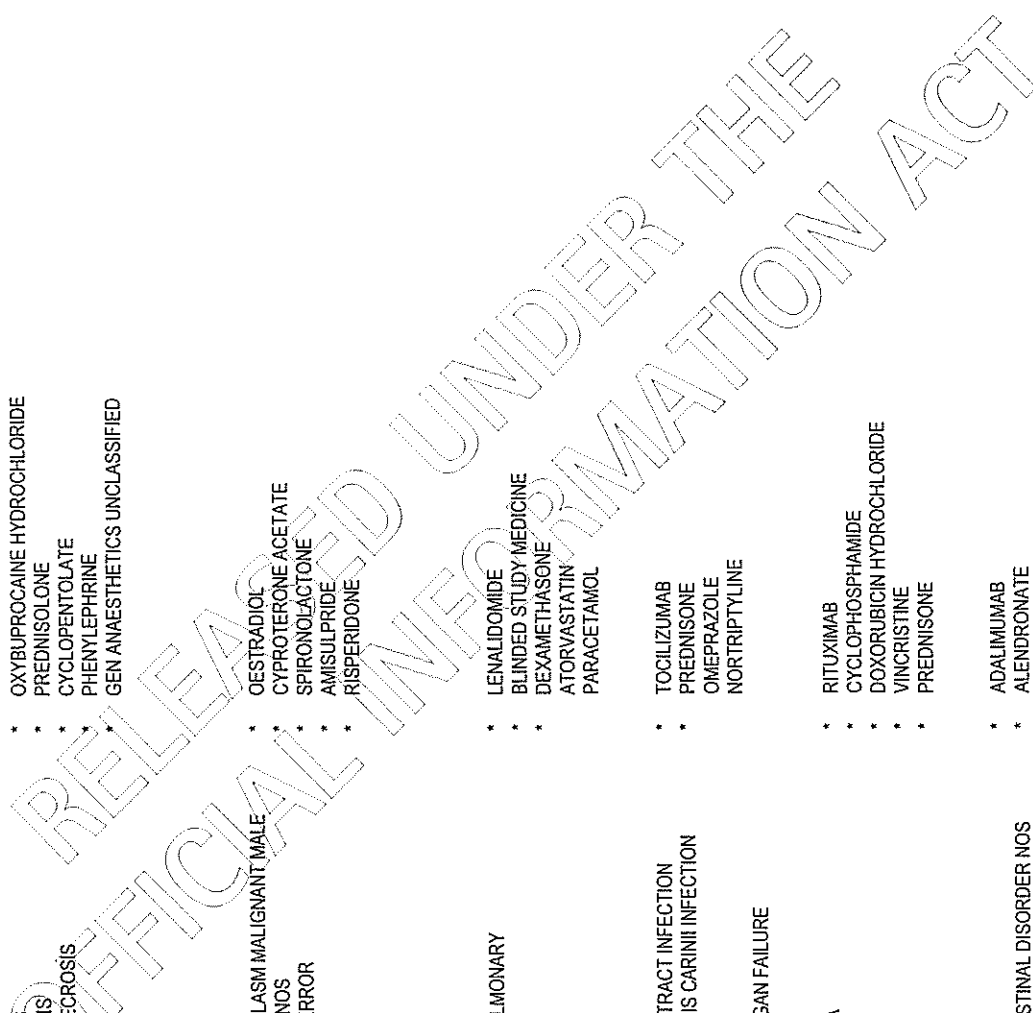 * OXYBUPROCAINE HYDROCHLORIDE
IS * PREDNISOLONE
ECROSIS * CYCLOPENTOLATE
* PHENYLEPHRINE
* GEN ANAESTHETICS UNCLASSIFIED
LASM MALIGNANT MALE * OESTRADIOL
NOS * CYPROTERONE ACETATE
ERROR * SPIRONOLACTONE
* AMISULPRIDE
* RISPERIDONE
LMONARY * LENALIDOMIDE
* BLINDED STUDY MEDICINE
* DEXAMETHASONE
ATORVASTATIN
PARACETAMOL
TRACT INFECTION * TOCILIZUMAB
IS CARINII INFECTION * PREDNISONE
OMEPRAZOLE
NORTRIPTYLINE
GAN FAILURE
A * RITUXIMAB
* CYCLOPHOSPHAMIDE
* DOXORUBICIN HYDROCHLORIDE
* VINCRISTINE
* PREDNISONE
* ADALIMUMAB
STINAL DISORDER NOS * ALENDRONATE
RELEASED UNDER THE
OFFICIAL INFORMATION ACT